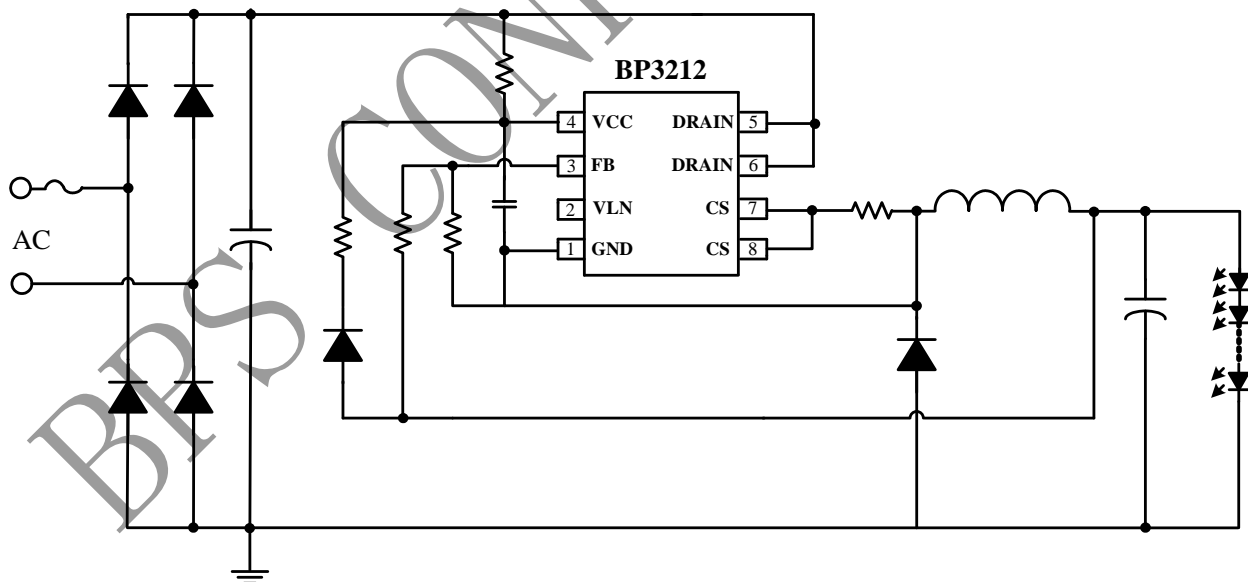 BP3212
4 VCC DRAIN 5
3 FB DRAIN 6
2 VLN CS 7
1 GND CS 8
AC
BPS CONF